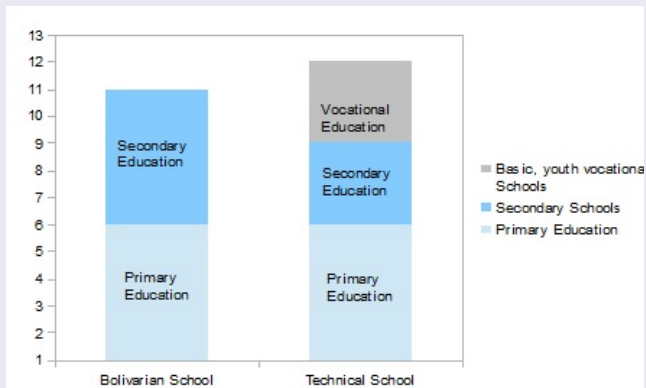 13
12
11
10
9
8
7
6
5
4
3
2
1
Secondary
Education
Primary
Education
Vocational
Education
Secondary
Education
Primary
Education
Bolivarian School
Technical School
Basic, youth vocationa
Schools
Secondary Schools
Primary Education